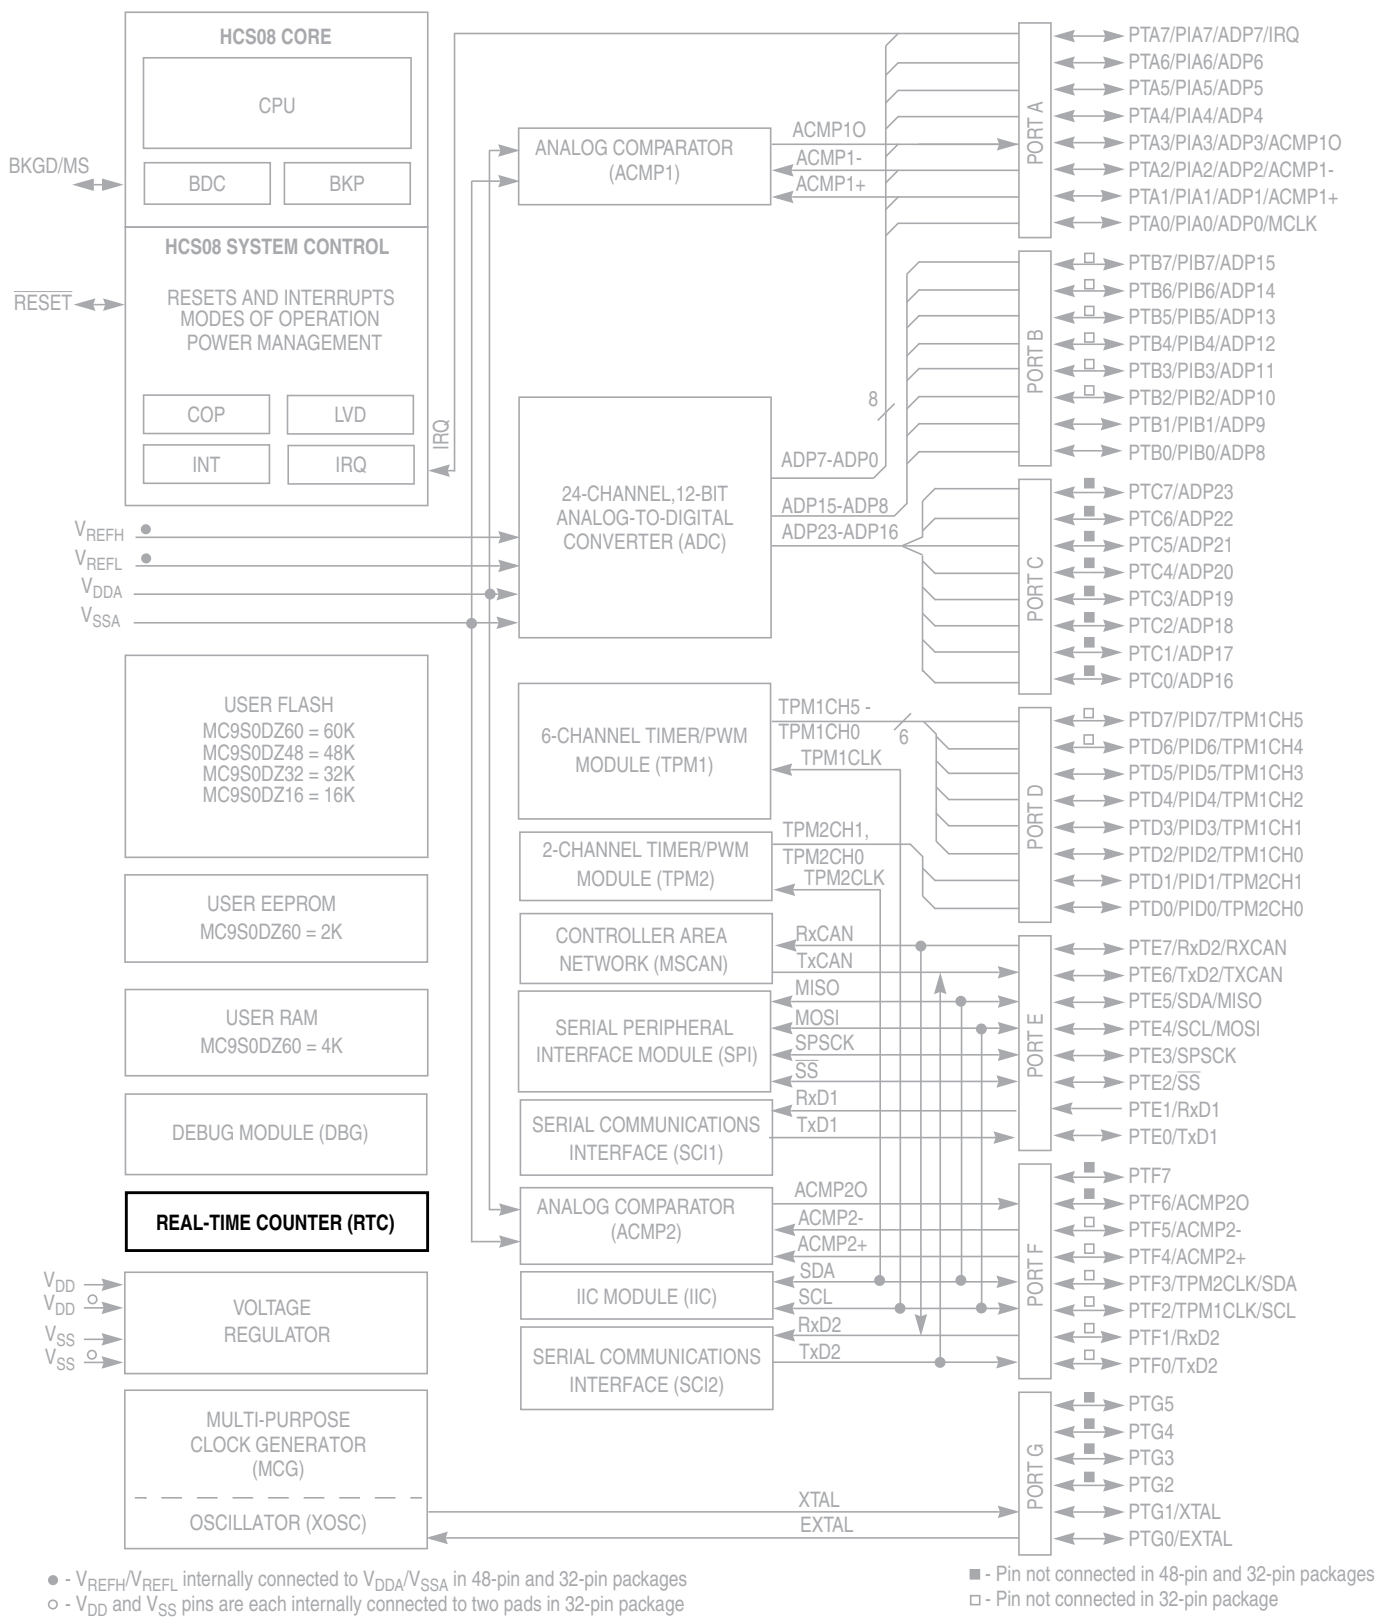 HCS08 CORE
CPU
BDC
BKP
BKGD/MS
HCS08 SYSTEM CONTROL
RESETS AND INTERRUPTS
MODES OF OPERATION
POWER MANAGEMENT
RESET
COP
LVD
INT
IRQ
IRQ
VREFH
VREFL
VDDA
VSSA
USER FLASH
MC9S0DZ60 = 60K
MC9S0DZ48 = 48K
MC9S0DZ32 = 32K
MC9S0DZ16 = 16K
USER EEPROM
MC9S0DZ60 = 2K
USER RAM
MC9S0DZ60 = 4K
DEBUG MODULE (DBG)
REAL-TIME COUNTER (RTC)
VDD
VDD
VSS
VSS
VOLTAGE
REGULATOR
MULTI-PURPOSE
CLOCK GENERATOR
(MCG)
OSCILLATOR (XOSC)
ANALOG COMPARATOR
(ACMP1)
ACMP1O
ACMP1-
ACMP1+
24-CHANNEL,12-BIT
ANALOG-TO-DIGITAL
CONVERTER (ADC)
8
ADP7-ADP0
ADP15-ADP8
ADP23-ADP16
6-CHANNEL TIMER/PWM
MODULE (TPM1)
TPM1CH5 -
TPM1CH0
6
TPM1CLK
2-CHANNEL TIMER/PWM
MODULE (TPM2)
TPM2CH1,
TPM2CH0
TPM2CLK
CONTROLLER AREA
NETWORK (MSCAN)
RxCAN
TxCAN
SERIAL PERIPHERAL
INTERFACE MODULE (SPI)
MISO
MOSI
SPSCK
SS
SERIAL COMMUNICATIONS
INTERFACE (SCI1)
RxD1
TxD1
ANALOG COMPARATOR
(ACMP2)
ACMP2O
ACMP2-
ACMP2+
IIC MODULE (IIC)
SDA
SCL
SERIAL COMMUNICATIONS
INTERFACE (SCI2)
RxD2
TxD2
XTAL
EXTAL
PORT A
PTA7/PIA7/ADP7/IRQ
PTA6/PIA6/ADP6
PTA5/PIA5/ADP5
PTA4/PIA4/ADP4
PTA3/PIA3/ADP3/ACMP1O
PTA2/PIA2/ADP2/ACMP1-
PTA1/PIA1/ADP1/ACMP1+
PTA0/PIA0/ADP0/MCLK
PORT B
PTB7/PIB7/ADP15
PTB6/PIB6/ADP14
PTB5/PIB5/ADP13
PTB4/PIB4/ADP12
PTB3/PIB3/ADP11
PTB2/PIB2/ADP10
PTB1/PIB1/ADP9
PTB0/PIB0/ADP8
PORT C
PTC7/ADP23
PTC6/ADP22
PTC5/ADP21
PTC4/ADP20
PTC3/ADP19
PTC2/ADP18
PTC1/ADP17
PTC0/ADP16
PORT D
PTD7/PID7/TPM1CH5
PTD6/PID6/TPM1CH4
PTD5/PID5/TPM1CH3
PTD4/PID4/TPM1CH2
PTD3/PID3/TPM1CH1
PTD2/PID2/TPM1CH0
PTD1/PID1/TPM2CH1
PTD0/PID0/TPM2CH0
PORT E
PTE7/RxD2/RXCAN
PTE6/TxD2/TXCAN
PTE5/SDA/MISO
PTE4/SCL/MOSI
PTE3/SPSCK
PTE2/SS
PTE1/RxD1
PTE0/TxD1
PORT F
PTF7
PTF6/ACMP2O
PTF5/ACMP2-
PTF4/ACMP2+
PTF3/TPM2CLK/SDA
PTF2/TPM1CLK/SCL
PTF1/RxD2
PTF0/TxD2
PORT G
PTG5
PTG4
PTG3
PTG2
PTG1/XTAL
PTG0/EXTAL
● - VREFH/VREFL internally connected to VDDA/VSSA in 48-pin and 32-pin packages
○ - VDD and VSS pins are each internally connected to two pads in 32-pin package
■ - Pin not connected in 48-pin and 32-pin packages
□ - Pin not connected in 32-pin package